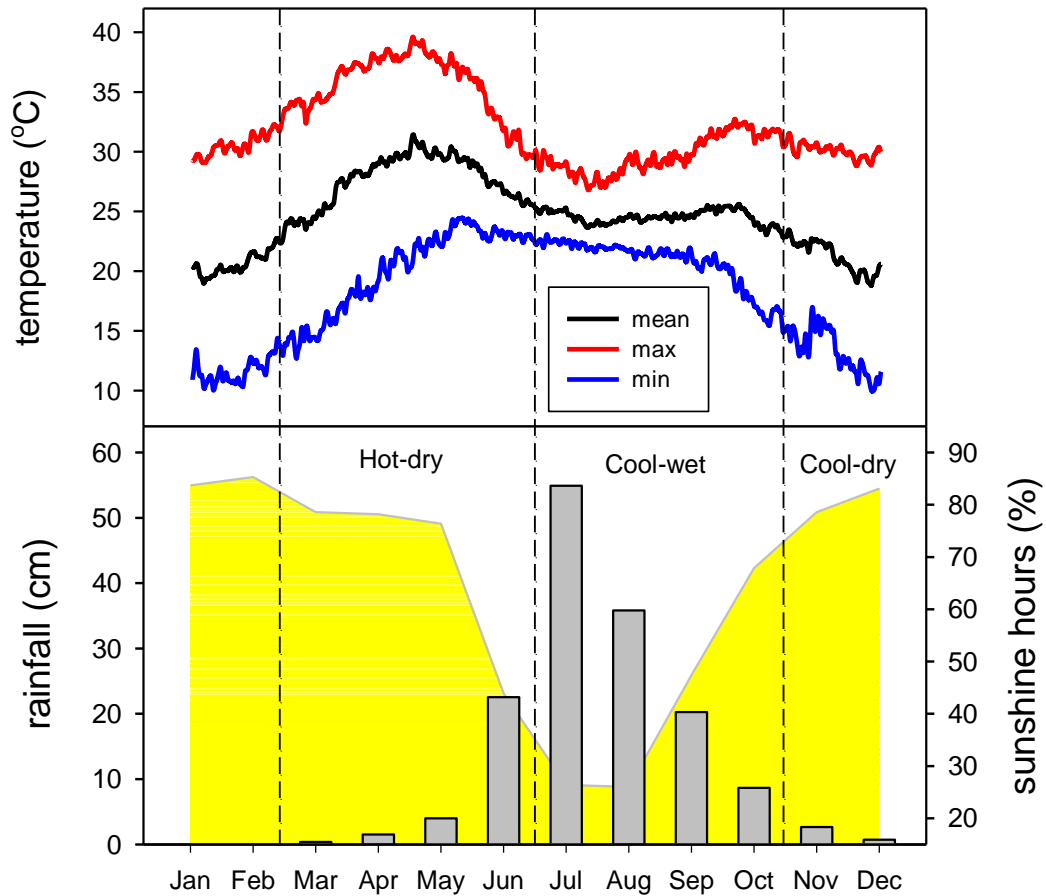 temperature (°C)
40
35
30
25
20
15
10
mean
max
min
Hot-dry
Cool-wet
Cool-dry
rainfall (cm)
60
50
40
30
20
10
0
sunshine hours (%)
90
80
70
60
50
40
30
20
Jan Feb Mar Apr May Jun Jul Aug Sep Oct Nov Dec